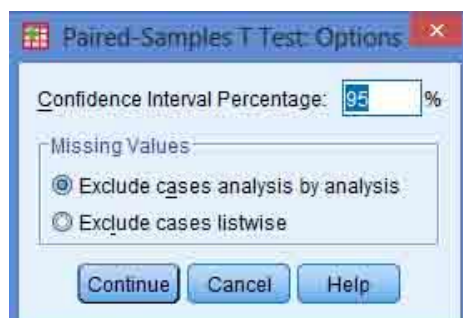 Paired-Samples T Test: Options
Confidence Interval Percentage: 95 %
Missing Values
Exclude cases analysis by analysis
Exclude cases listwise
Continue Cancel Help